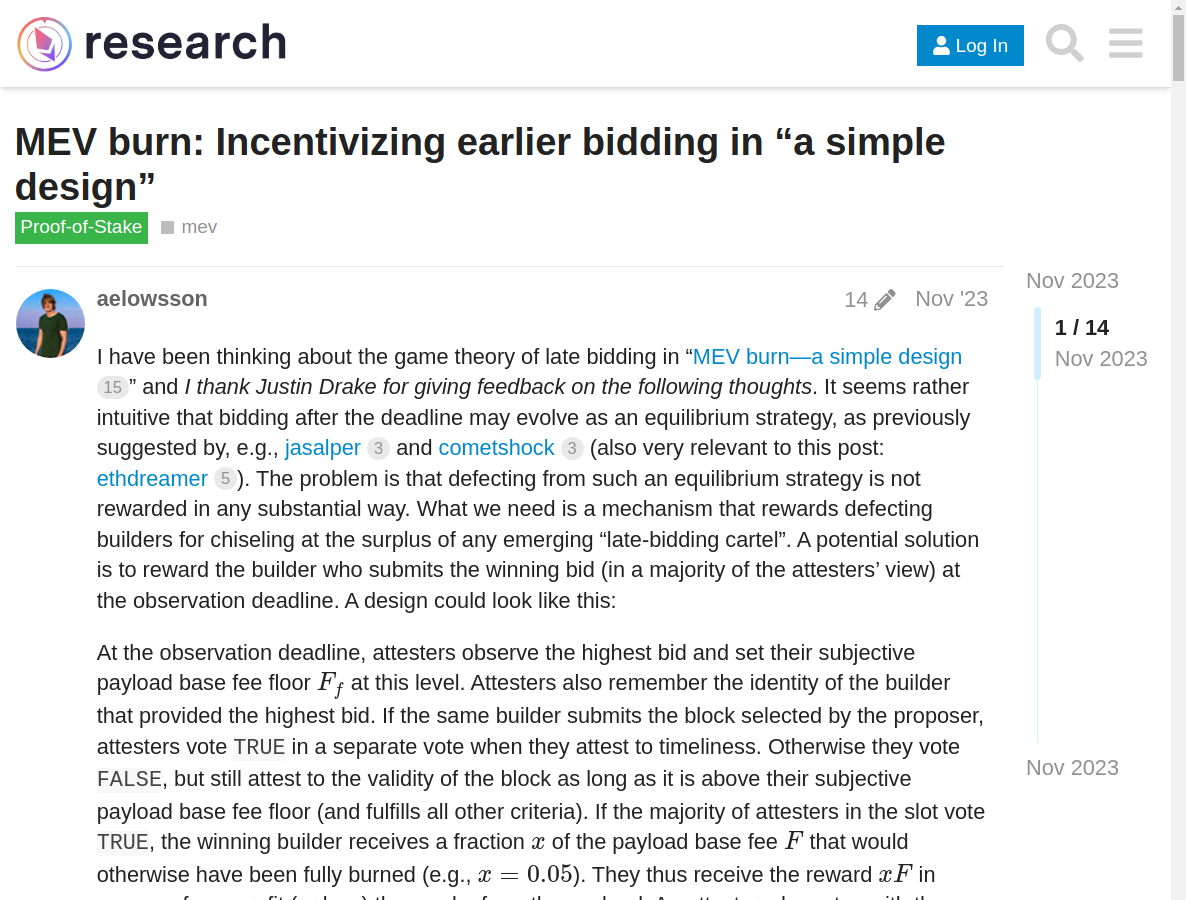 research
Log In
MEV burn: Incentivizing earlier bidding in “a simple
design”
Proof-of-Stake mev
Nov 2023
aelowsson 14 Nov '23
1 / 14
Nov 2023
I have been thinking about the game theory of late bidding in “MEV burn—a simple design
15 ” and I thank Justin Drake for giving feedback on the following thoughts. It seems rather
intuitive that bidding after the deadline may evolve as an equilibrium strategy, as previously
suggested by, e.g., jasalper 3 and cometshock 3 (also very relevant to this post:
ethdreamer 5 ). The problem is that defecting from such an equilibrium strategy is not
rewarded in any substantial way. What we need is a mechanism that rewards defecting
builders for chiseling at the surplus of any emerging “late-bidding cartel”. A potential solution
is to reward the builder who submits the winning bid (in a majority of the attesters’ view) at
the observation deadline. A design could look like this:
At the observation deadline, attesters observe the highest bid and set their subjective
payload base fee floor F_f at this level. Attesters also remember the identity of the builder
that provided the highest bid. If the same builder submits the block selected by the proposer,
attesters vote TRUE in a separate vote when they attest to timeliness. Otherwise they vote
FALSE, but still attest to the validity of the block as long as it is above their subjective
payload base fee floor (and fulfills all other criteria). If the majority of attesters in the slot vote
TRUE, the winning builder receives a fraction x of the payload base fee F that would
otherwise have been fully burned (e.g., x = 0.05). They thus receive the reward xF in
Nov 2023